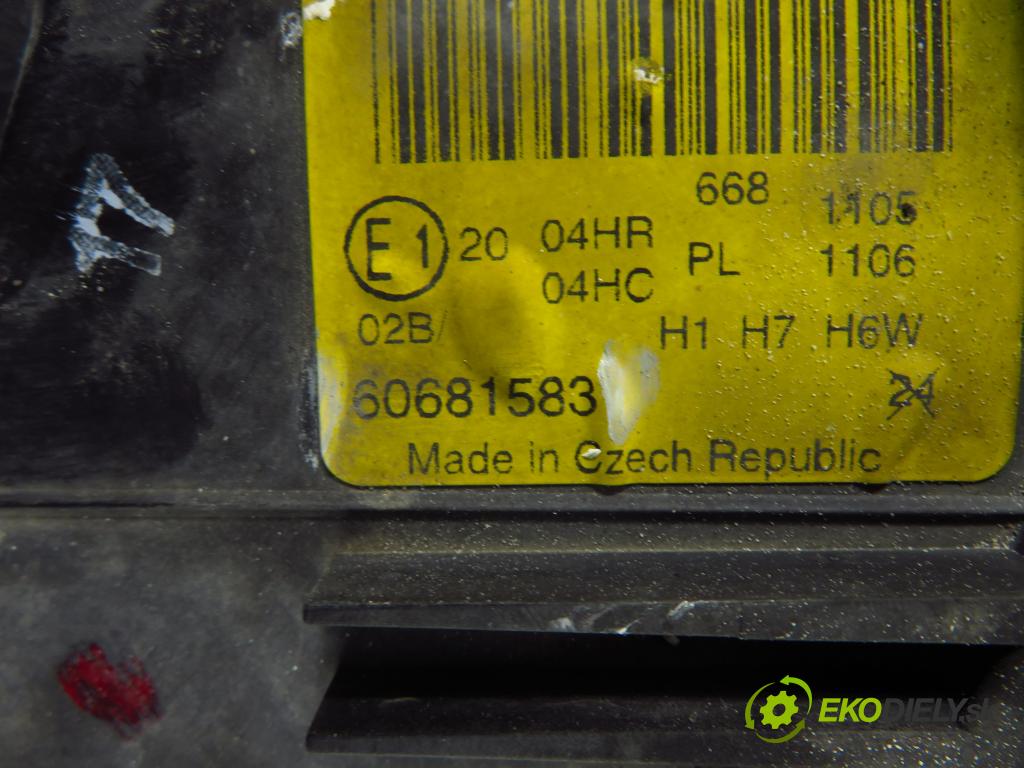 668 1105
E1 20 04HR PL 1106
04HC
02B/ H1 H7 H6W
60681583 24
Made in Czech Republic
EKODIELY.sk